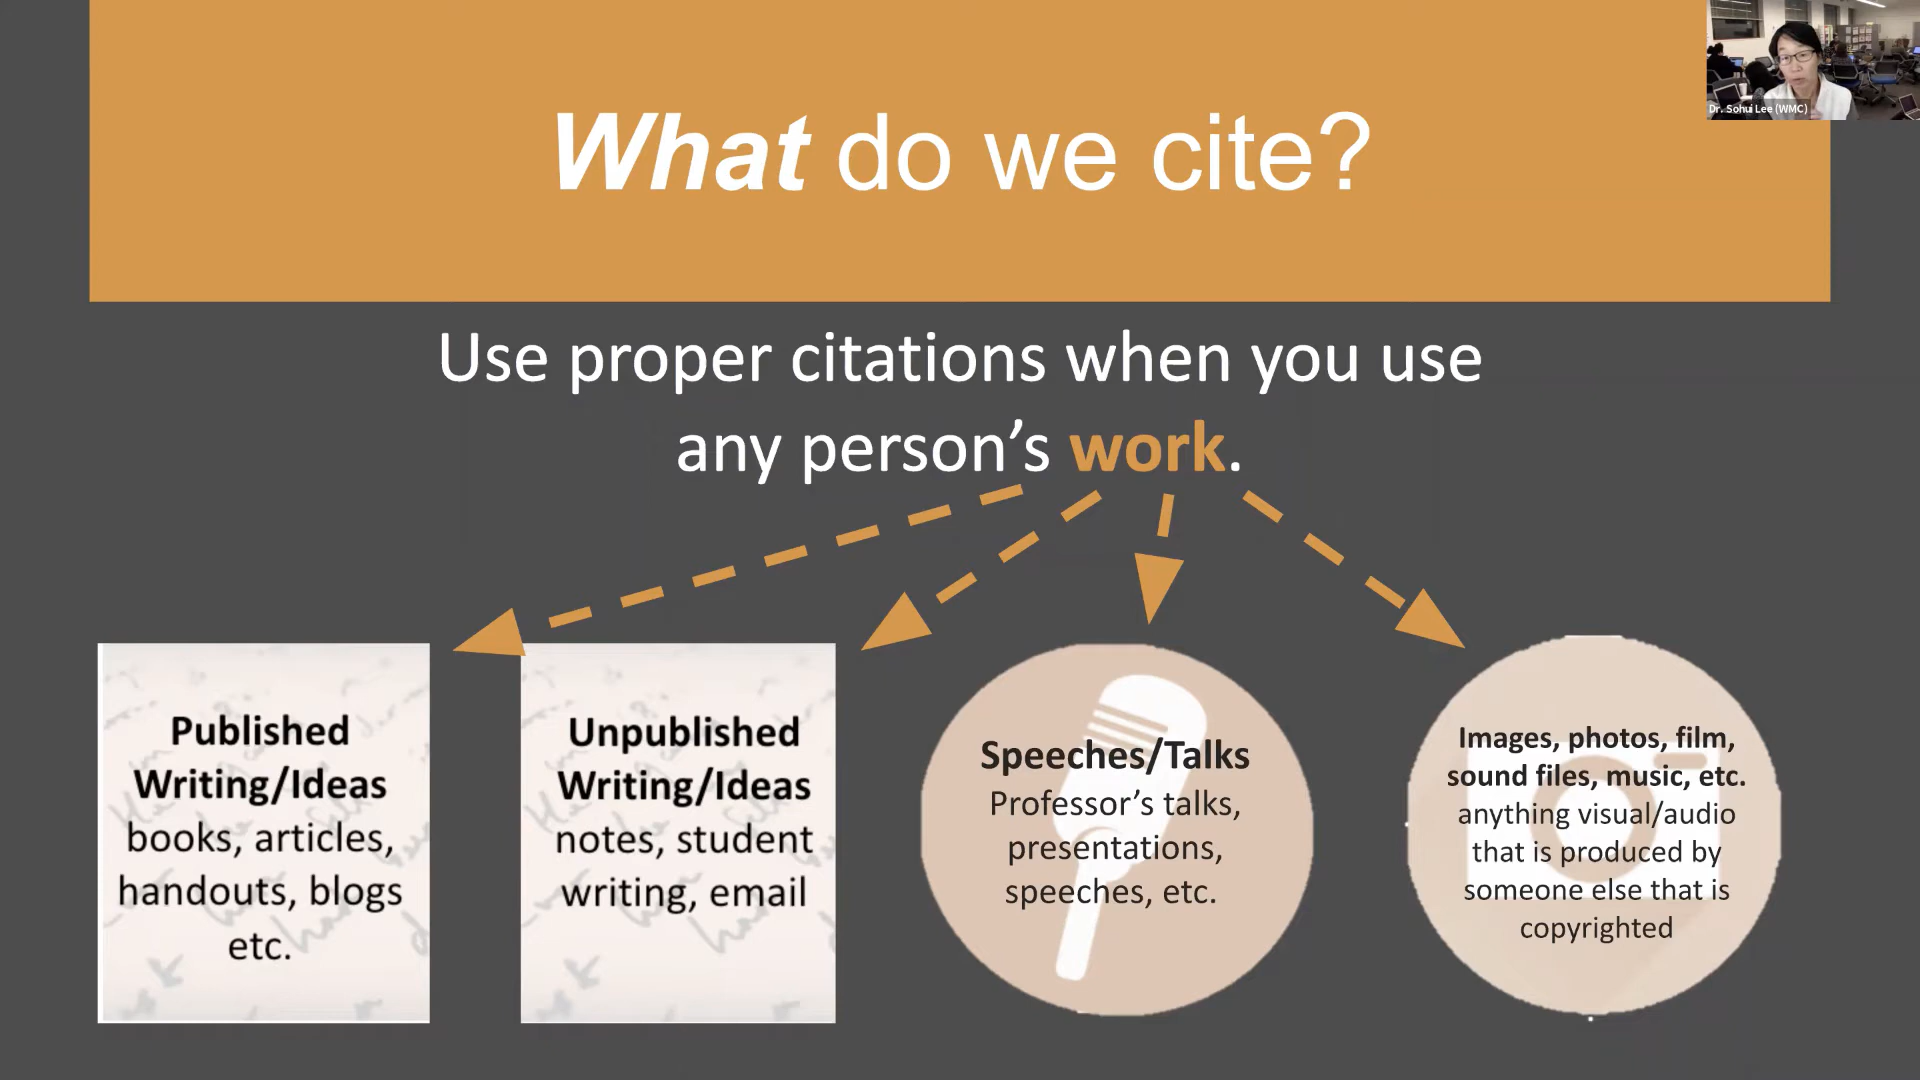 What do we cite?
Dr. Sohui Lee (WMC)
Use proper citations when you use
any person’s work.
Published
Writing/Ideas
books, articles,
handouts, blogs
etc.
Unpublished
Writing/Ideas
notes, student
writing, email
Speeches/Talks
Professor’s talks,
presentations,
speeches, etc.
Images, photos, film,
sound files, music, etc.
anything visual/audio
that is produced by
someone else that is
copyrighted